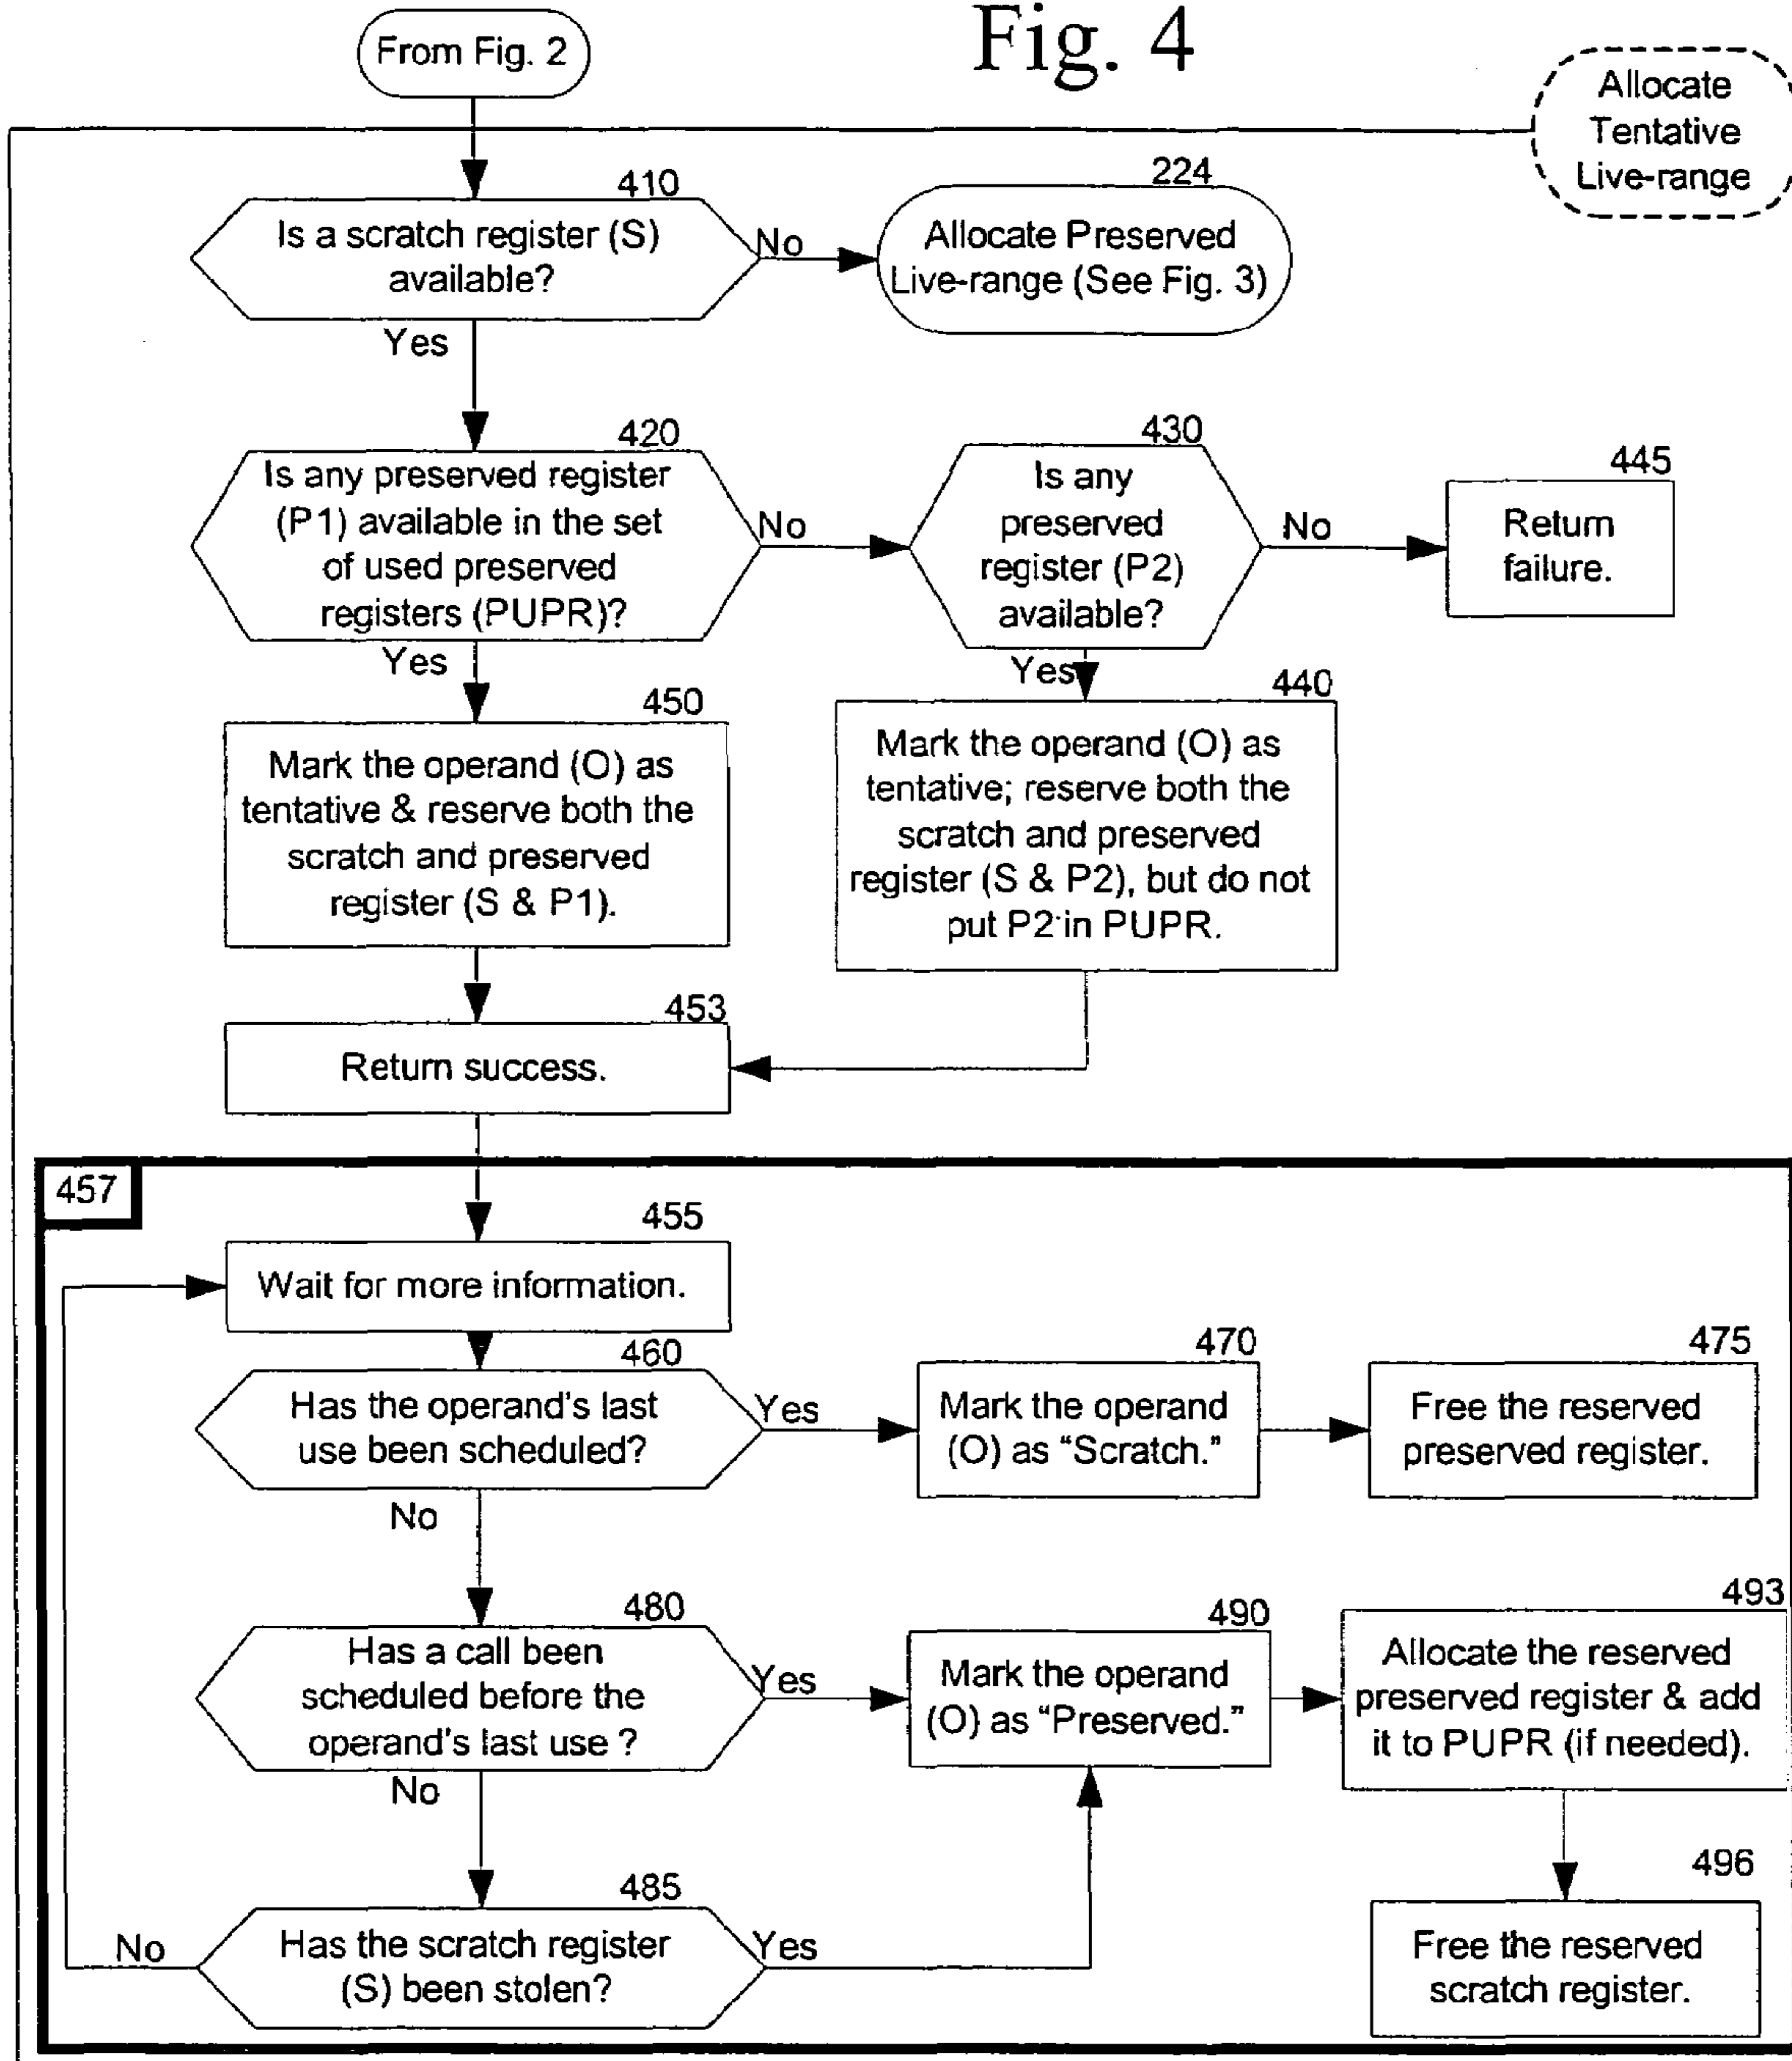 Fig. 4
From Fig. 2
Allocate
Tentative
Live-range
410
Is a scratch register (S)
available?
No
224
Allocate Preserved
Live-range (See Fig. 3)
Yes
420
Is any preserved register
(P1) available in the set
of used preserved
registers (PUPR)?
No
430
Is any
preserved
register (P2)
available?
No
445
Return
failure.
Yes
Yes
450
Mark the operand (O) as
tentative & reserve both the
scratch and preserved
register (S & P1).
440
Mark the operand (O) as
tentative; reserve both the
scratch and preserved
register (S & P2), but do not
put P2 in PUPR.
453
Return success.
457
455
Wait for more information.
460
Has the operand's last
use been scheduled?
Yes
470
Mark the operand
(O) as “Scratch.”
475
Free the reserved
preserved register.
No
480
Has a call been
scheduled before the
operand's last use ?
Yes
490
Mark the operand
(O) as “Preserved.”
493
Allocate the reserved
preserved register & add
it to PUPR (if needed).
No
485
Has the scratch register
(S) been stolen?
No
Yes
496
Free the reserved
scratch register.